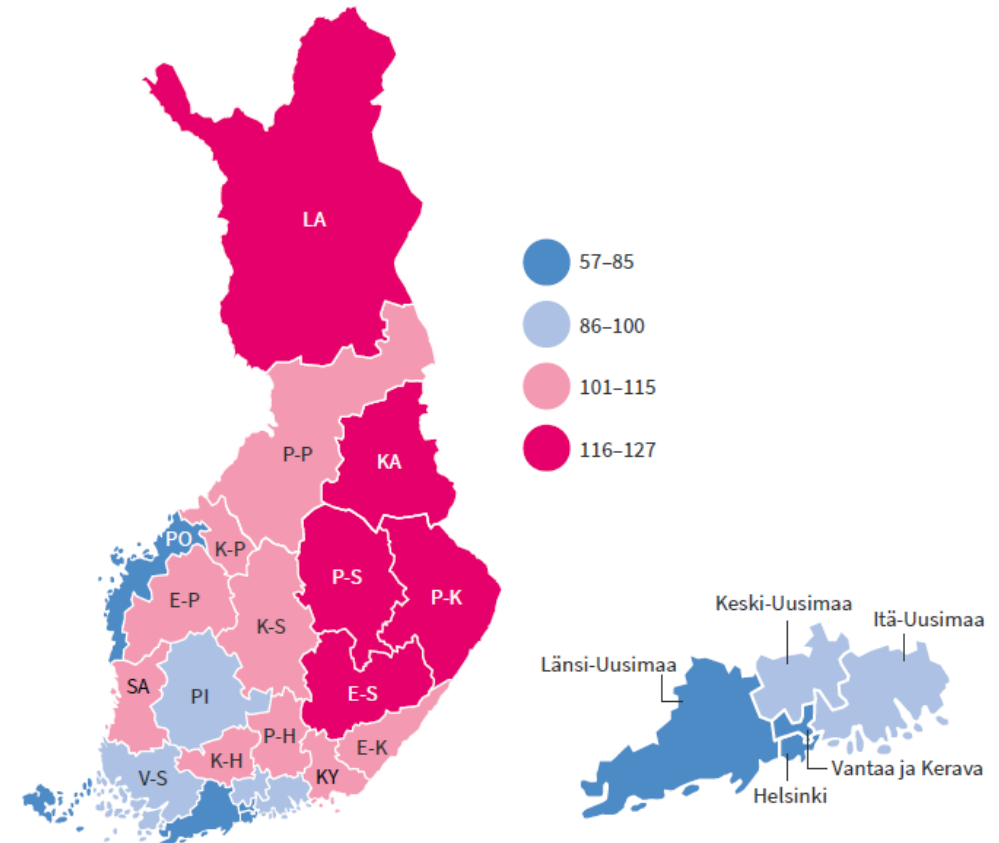 LA
57–85
86–100
101–115
116–127
P-P
KA
PO
K-P
P-S
P-K
E-P
K-S
SA
PI
E-S
P-H
E-K
K-H
KY
V-S
Keski-Uusimaa
Itä-Uusimaa
Länsi-Uusimaa
Vantaa ja Kerava
Helsinki